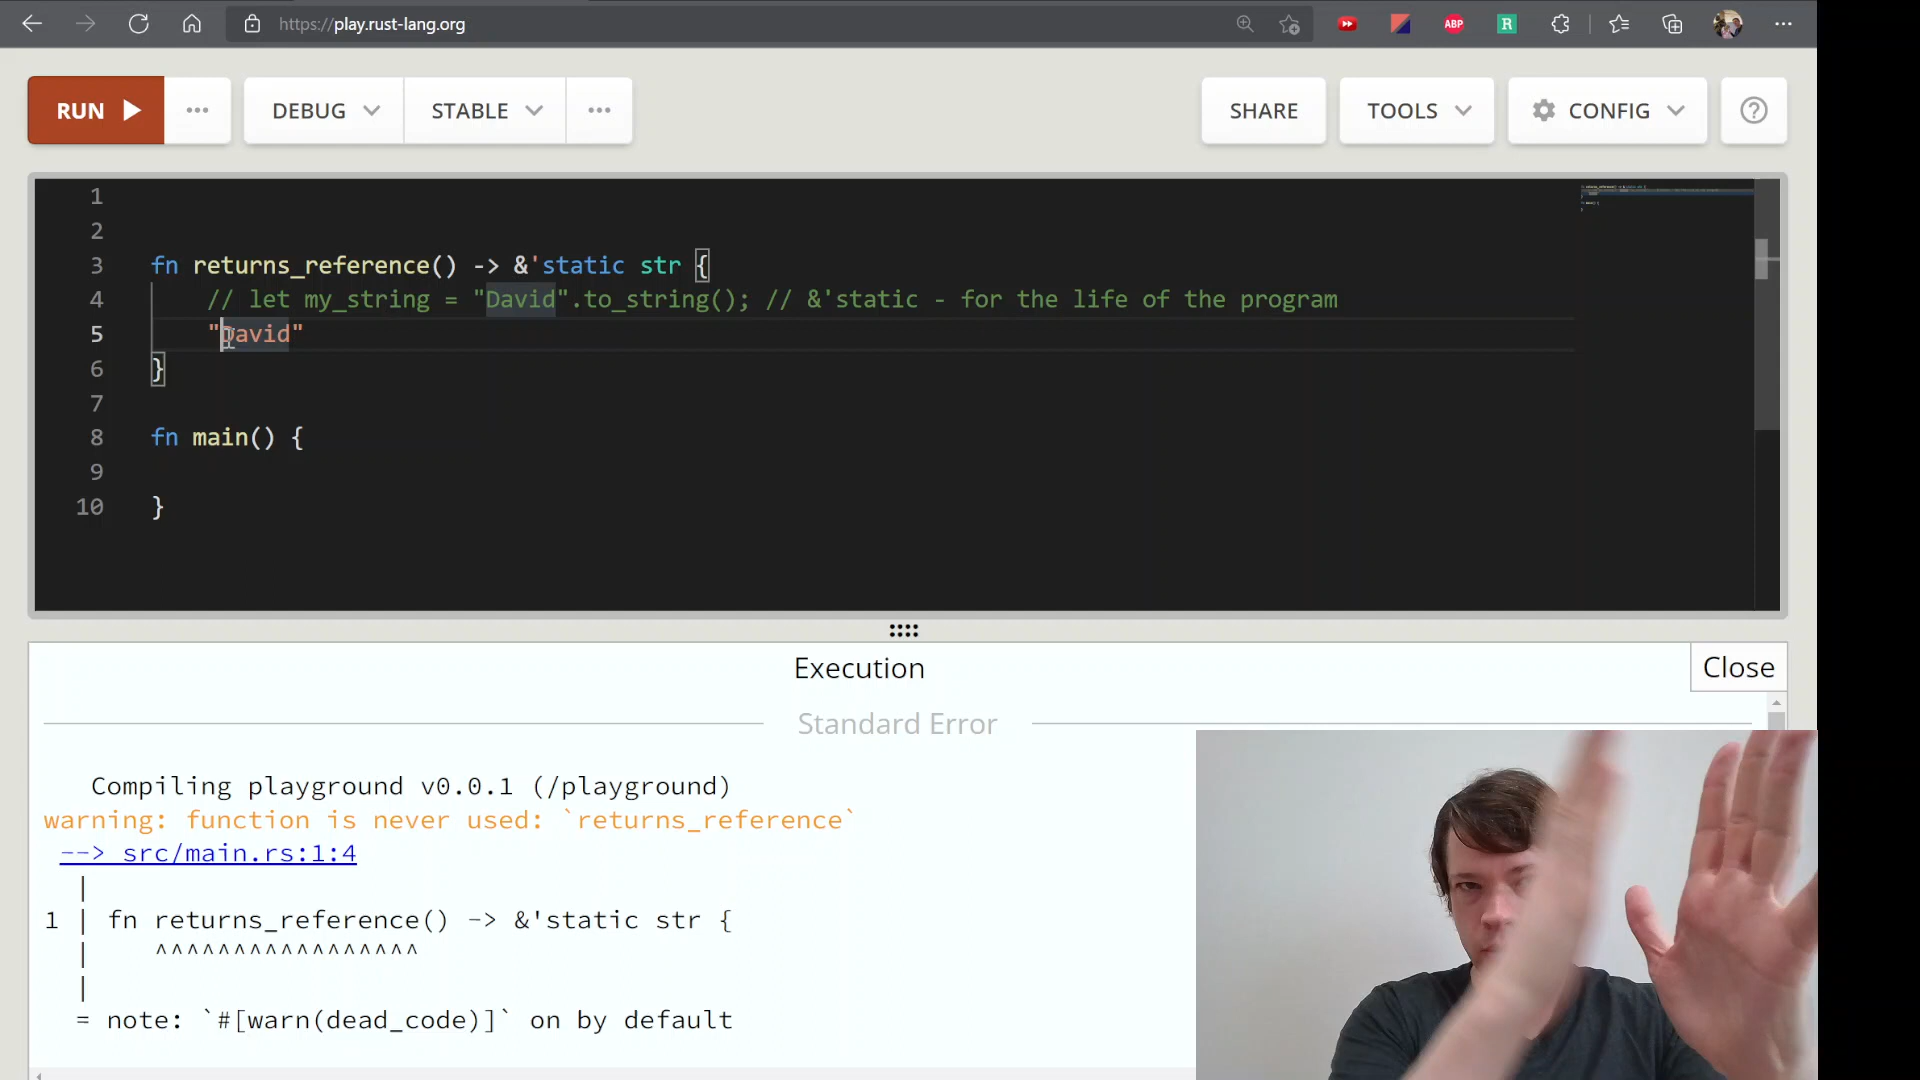 https://play.rust-lang.org
ABP
R
RUN
DEBUG
STABLE
SHARE
TOOLS
CONFIG
?
1
2
3 fn returns_reference() -> &'static str {
4 // let my_string = "David".to_string(); // &'static - for the life of the program
5 "David"
6 }
7
8 fn main() {
9
10 }
Execution
Close
Standard Error
Compiling playground v0.0.1 (/playground)
warning: function is never used: `returns_reference`
--> src/main.rs:1:4
|
1 | fn returns_reference() -> &'static str {
| ^^^^^^^^^^^^^^^^^
|
= note: `#[warn(dead_code)]` on by default